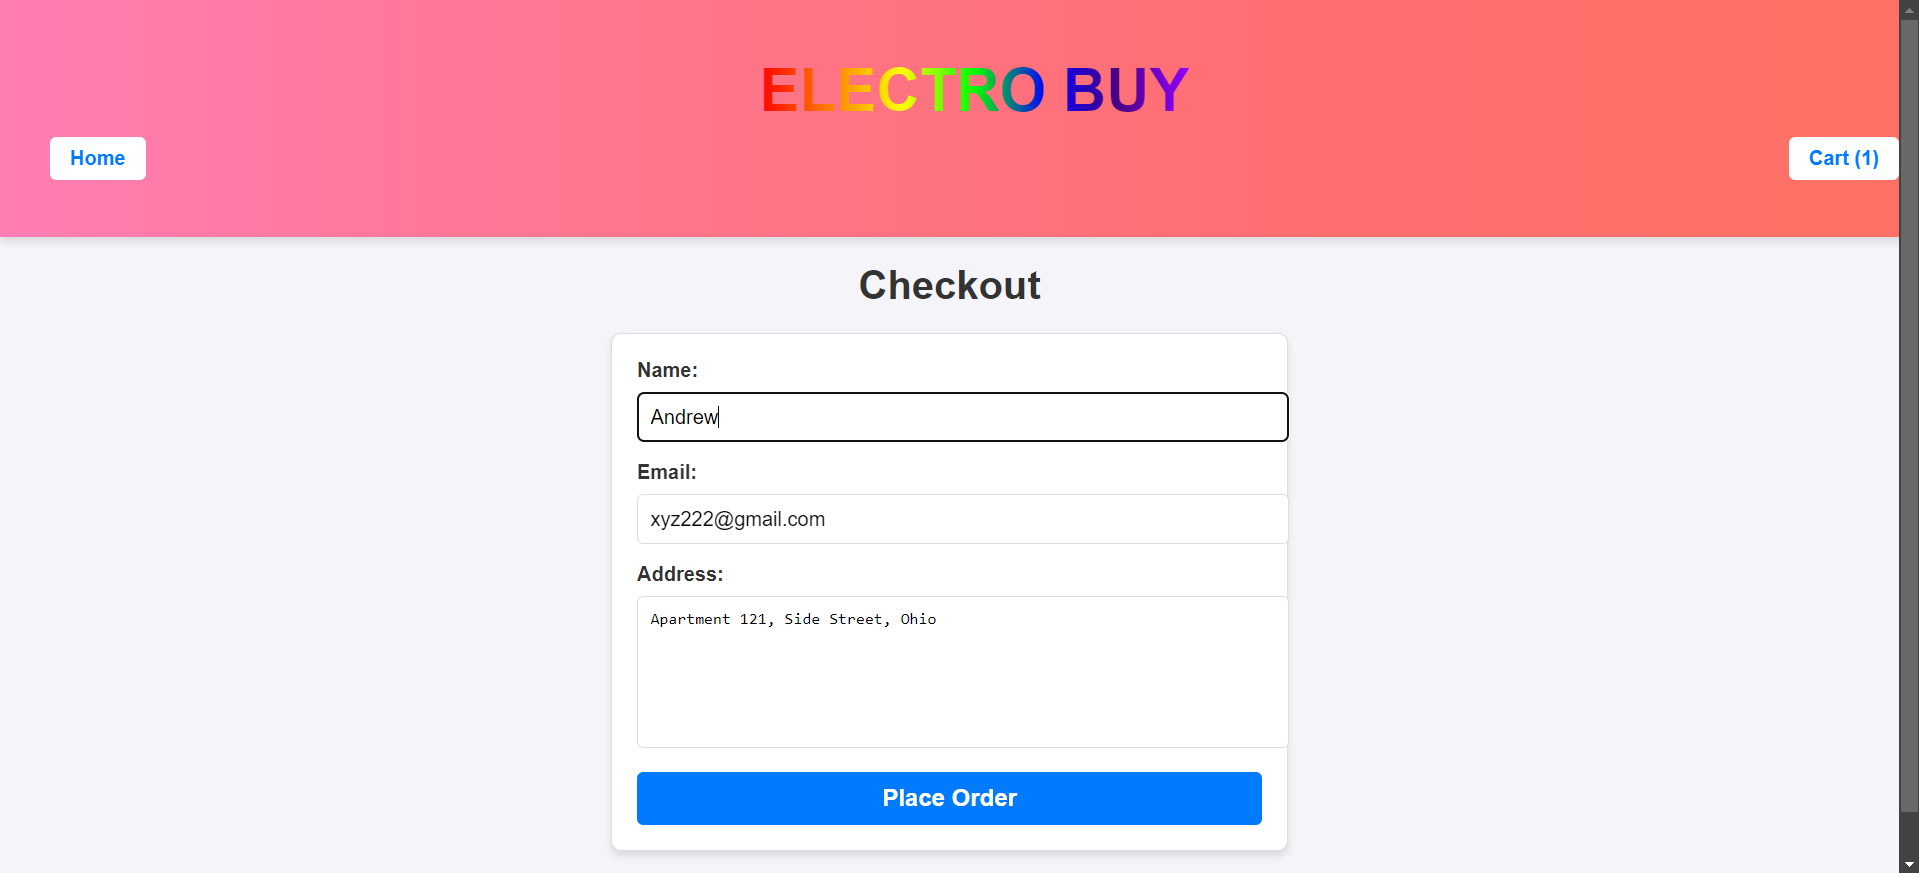 ELECTRO BUY
Home
Cart (1)
Checkout
Name:
Andrew
Email:
xyz222@gmail.com
Address:
Apartment 121, Side Street, Ohio
Place Order